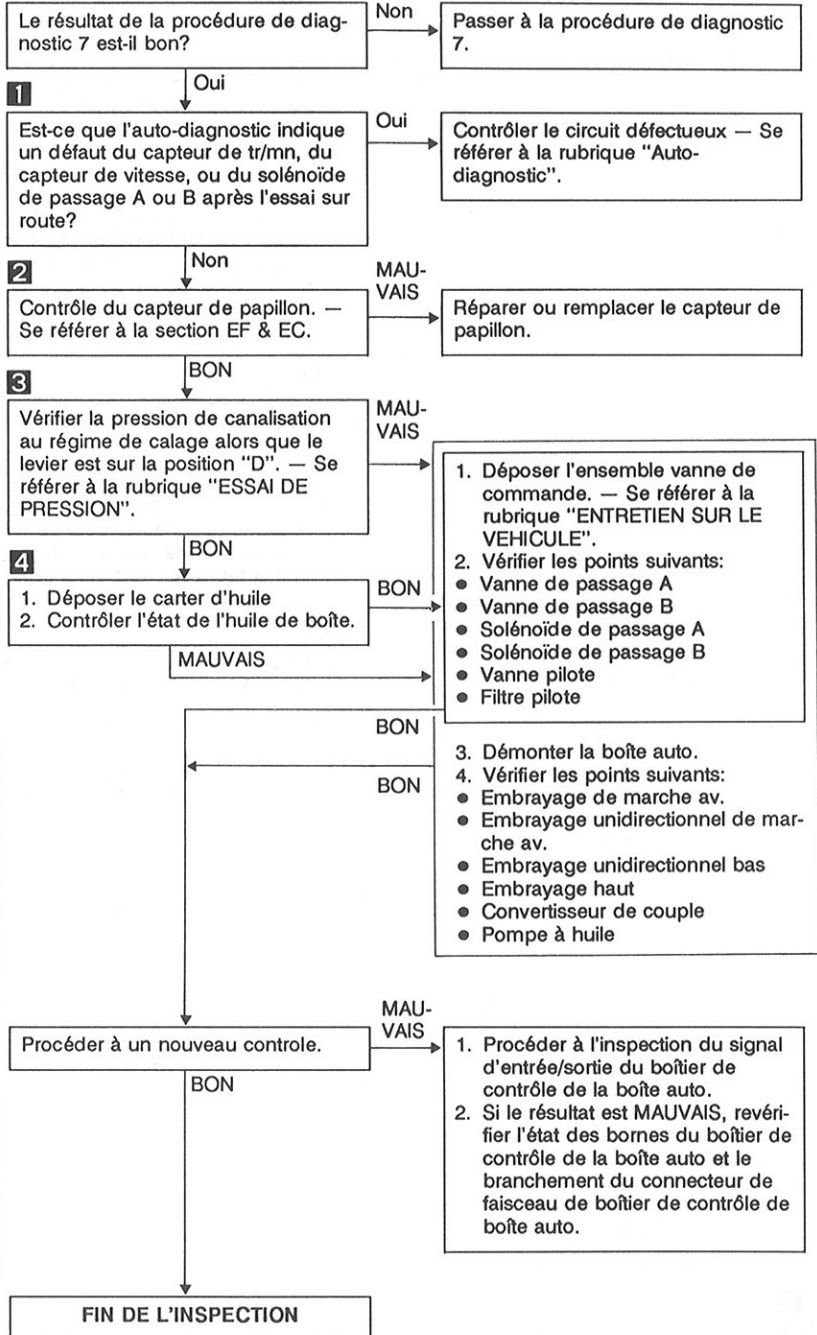 Le résultat de la procédure de diag-
nostic 7 est-il bon?
Non
Passer à la procédure de diagnostic
7.
Oui
1
Est-ce que l'auto-diagnostic indique
un défaut du capteur de tr/mn, du
capteur de vitesse, ou du solénoïde
de passage A ou B après l'essai sur
route?
Oui
Contrôler le circuit défectueux — Se
référer à la rubrique "Auto-
diagnostic".
Non
2
Contrôle du capteur de papillon. —
Se référer à la section EF & EC.
MAU-
VAIS
Réparer ou remplacer le capteur de
papillon.
BON
3
Vérifier la pression de canalisation
au régime de calage alors que le
levier est sur la position "D". — Se
référer à la rubrique "ESSAI DE
PRESSION".
MAU-
VAIS
BON
4
1. Déposer le carter d'huile
2. Contrôler l'état de l'huile de boîte.
BON
MAUVAIS
1. Déposer l'ensemble vanne de
commande. — Se référer à la
rubrique "ENTRETIEN SUR LE
VEHICULE".
2. Vérifier les points suivants:
● Vanne de passage A
● Vanne de passage B
● Solénoïde de passage A
● Solénoïde de passage B
● Vanne pilote
● Filtre pilote
BON
3. Démonter la boîte auto.
4. Vérifier les points suivants:
● Embrayage de marche av.
● Embrayage unidirectionnel de mar-
che av.
● Embrayage unidirectionnel bas
● Embrayage haut
● Convertisseur de couple
● Pompe à huile
BON
Procéder à un nouveau controle.
MAU-
VAIS
1. Procéder à l'inspection du signal
d'entrée/sortie du boîtier de
contrôle de la boîte auto.
2. Si le résultat est MAUVAIS, revéri-
fier l'état des bornes du boîtier de
contrôle de la boîte auto et le
branchement du connecteur de
faisceau de boîtier de contrôle de
boîte auto.
BON
FIN DE L'INSPECTION